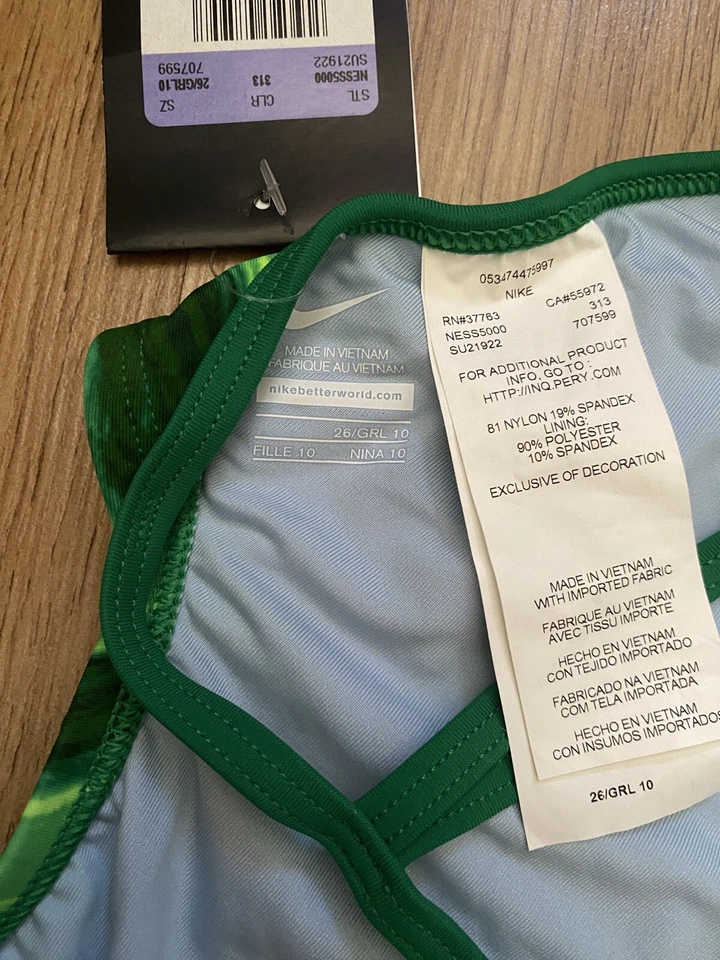 STL
CLR
SZ
NESS5000
313
26/GRL10
SU21922
707599
MADE IN VIETNAM
FABRIQUE AU VIETNAM
nikebetterworld.com
26/GRL 10
FILLE 10
NINA 10
053474475997
NIKE
RN#37763
CA#55972
NESS5000
313
SU21922
707599
FOR ADDITIONAL PRODUCT
INFO, GO TO :
HTTP://INQ.PERY.COM
81 NYLON 19% SPANDEX
LINING:
90% POLYESTER
10% SPANDEX
EXCLUSIVE OF DECORATION
MADE IN VIETNAM
WITH IMPORTED FABRIC
FABRIQUE AU VIETNAM
AVEC TISSU IMPORTE
HECHO EN VIETNAM
CON TEJIDO IMPORTADO
FABRICADO NA VIETNAM
COM TELA IMPORTADA
HECHO EN VIETNAM
CON INSUMOS IMPORTADOS
26/GRL 10